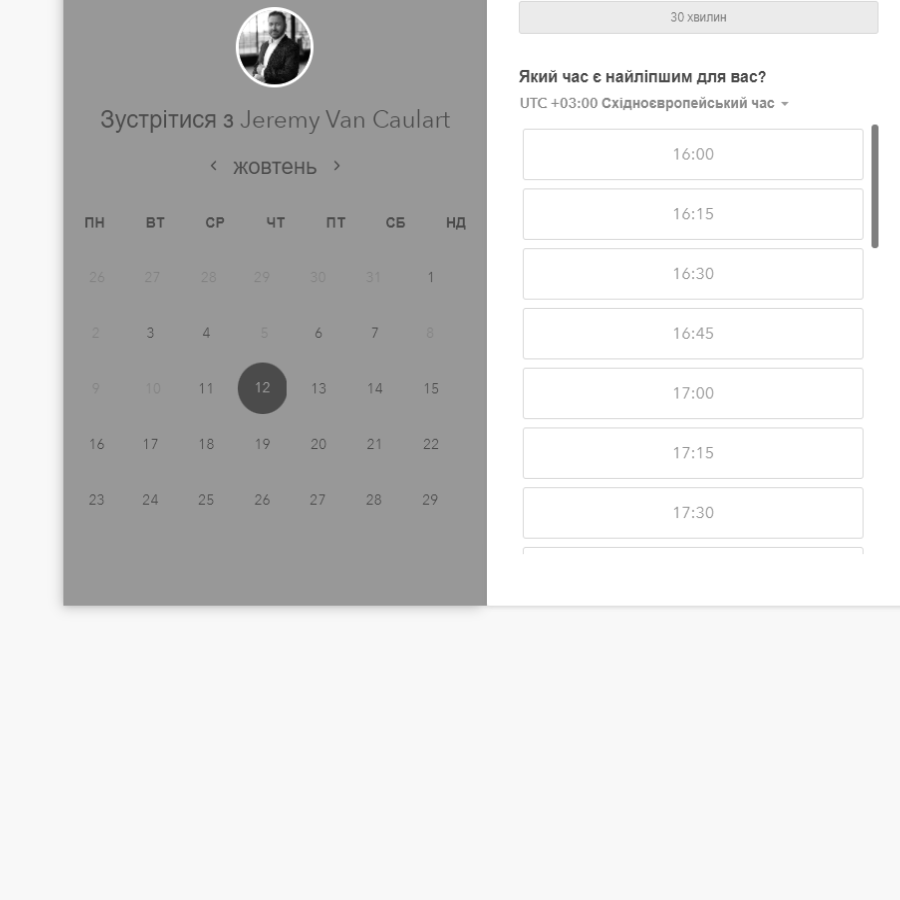 Зустрітися з Jeremy Van Caulart
жовтень
ПН ВТ СР ЧТ ПТ СБ НД
26 27 28 29 30 31 1
2 3 4 5 6 7 8
9 10 11 12 13 14 15
16 17 18 19 20 21 22
23 24 25 26 27 28 29
30 хвилин
Який час є найліпшим для вас?
UTC +03:00 Східноєвропейський час
16:00
16:15
16:30
16:45
17:00
17:15
17:30